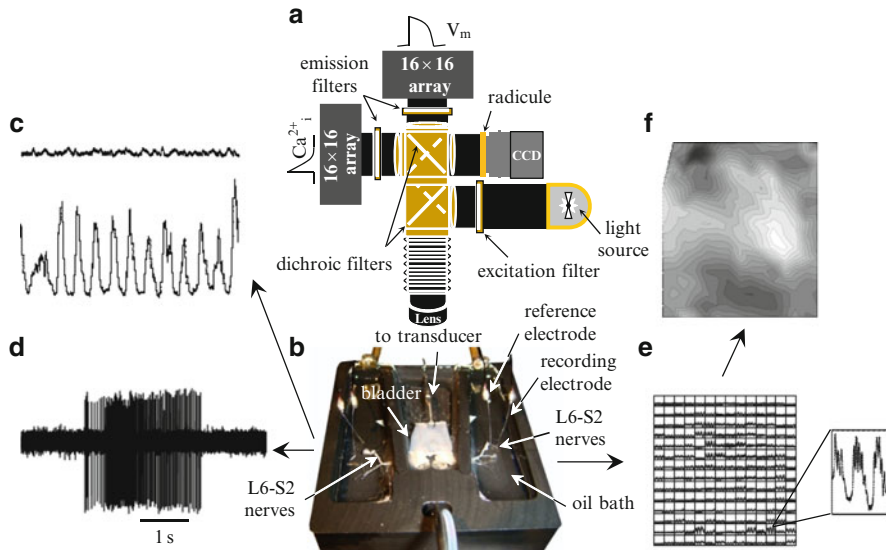 a
Vm
emission
filters
16 × 16
array
radicule
c
f
Ca2+i
16 × 16
array
CCD
light
source
dichroic filters
excitation filter
Lens
to transducer
reference
electrode
d
b
recording
electrode
e
bladder
L6-S2
nerves
L6-S2
nerves
oil bath
1 s